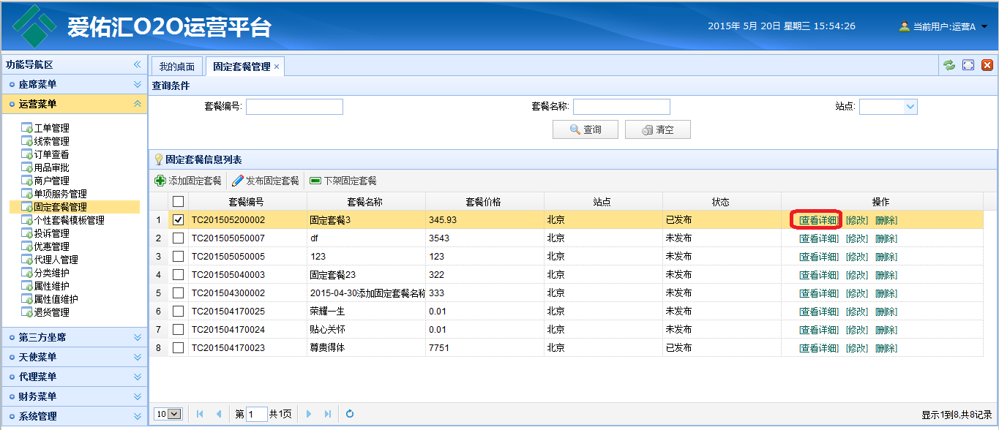 爱佑汇O2O运营平台
2015年 5月 20日 星期三 15:54:26
当前用户:运营A
功能导航区
座席菜单
运营菜单
工单管理
线索管理
订单查看
用品审批
商户管理
单项服务管理
固定套餐管理
个性套餐模板管理
投诉管理
优惠管理
代理人管理
分类维护
属性维护
属性值维护
退货管理
第三方坐席
天使菜单
代理菜单
财务菜单
系统管理
我的桌面 固定套餐管理 ×
查询条件
套餐编号: 套餐名称: 站点:
查询 清空
固定套餐信息列表
添加固定套餐 发布固定套餐 下架固定套餐
套餐编号 套餐名称 套餐价格 站点 状态 操作
1 TC201505200002 固定套餐3 345.93 北京 已发布 [查看详细] [修改] [删除]
2 TC201505050007 df 3543 北京 未发布 [查看详细] [修改] [删除]
3 TC201505050005 123 123 北京 未发布 [查看详细] [修改] [删除]
4 TC201505040003 固定套餐23 322 北京 未发布 [查看详细] [修改] [删除]
5 TC201504300002 2015-04-30添加固定套餐名称 333 北京 未发布 [查看详细] [修改] [删除]
6 TC201504170025 荣耀一生 0.01 北京 未发布 [查看详细] [修改] [删除]
7 TC201504170024 贴心关怀 0.01 北京 未发布 [查看详细] [修改] [删除]
8 TC201504170023 尊贵得体 7751 北京 已发布 [查看详细] [修改] [删除]
10 第 1 共1页
显示1到8,共8记录